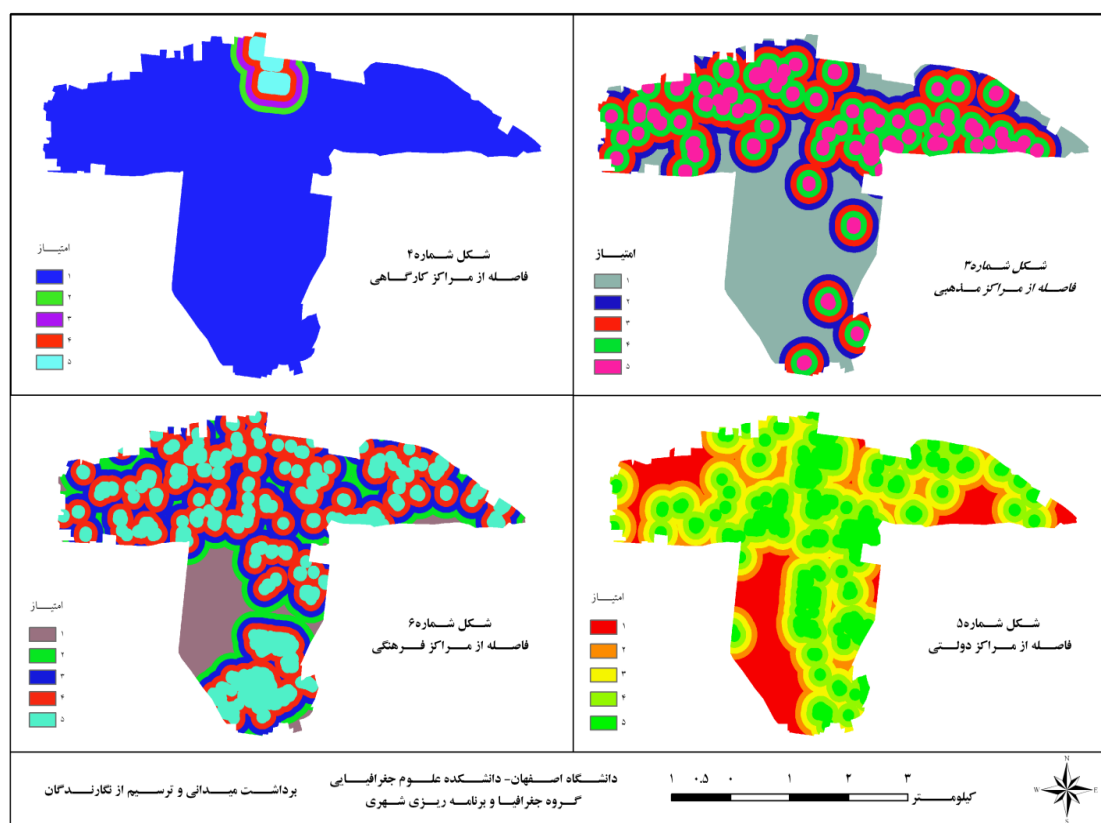 شکل شماره۳
فاصله از مراکز مذهبی
امتیاز
۱
۲
۳
۴
۵
شکل شماره۴
فاصله از مراکز کارگاهی
امتیاز
۱
۲
۳
۴
۵
شکل شماره۵
فاصله از مراکز دولتی
امتیاز
۱
۲
۳
۴
۵
شکل شماره۶
فاصله از مراکز فرهنگی
امتیاز
۱
۲
۳
۴
۵
N
W E
S
۱ ۰.۵ ۰ ۱ ۲ ۳
کیلومتر
دانشگاه اصفهان- دانشکده علوم جغرافیایی
گروه جغرافیا و برنامه ریزی شهری
برداشت میدانی و ترسیم از نگارندگان